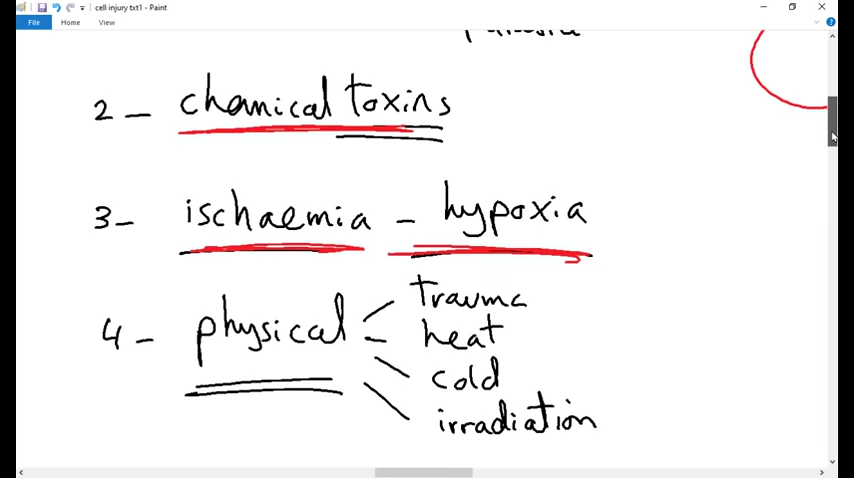 cell injury txt1 - Paint
File Home View
2 - chemical toxins
3 - ischaemia - hypoxia
4 - physical
trauma
heat
cold
irradiation